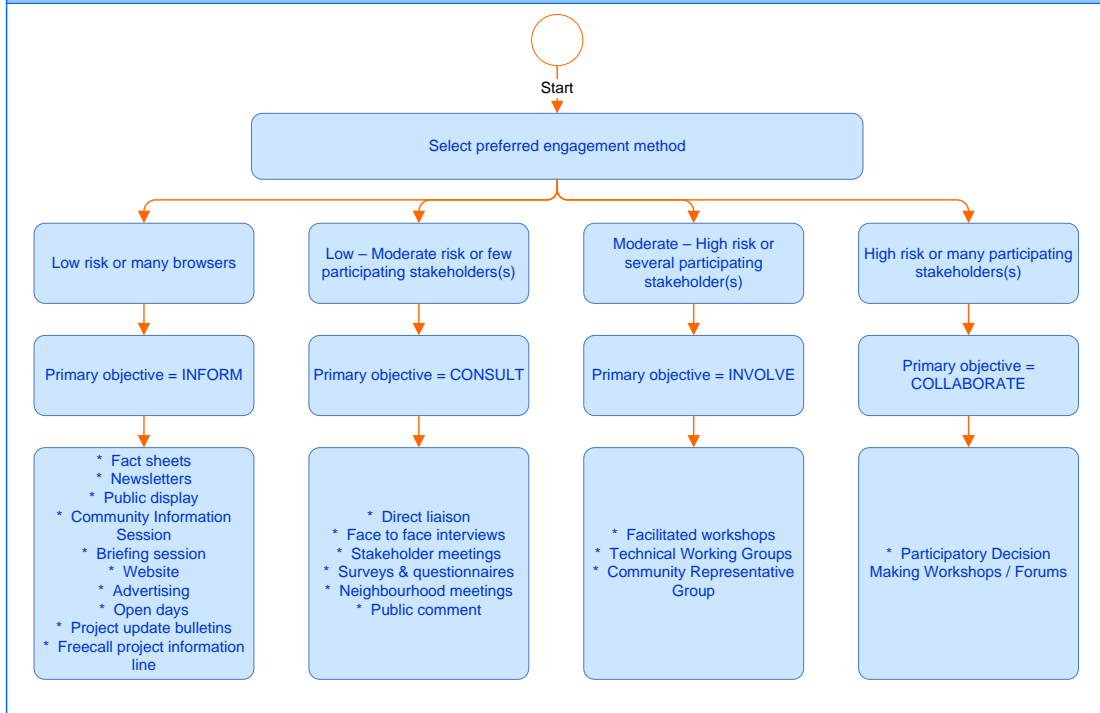 Start
Select preferred engagement method
Low risk or many browsers
Low – Moderate risk or few
participating stakeholders(s)
Moderate – High risk or
several participating
stakeholder(s)
High risk or many participating
stakeholders(s)
Primary objective = INFORM
Primary objective = CONSULT
Primary objective = INVOLVE
Primary objective =
COLLABORATE
* Fact sheets
* Newsletters
* Public display
* Community Information
Session
* Briefing session
* Website
* Advertising
* Open days
* Project update bulletins
* Freecall project information
line
* Direct liaison
* Face to face interviews
* Stakeholder meetings
* Surveys & questionnaires
* Neighbourhood meetings
* Public comment
* Facilitated workshops
* Technical Working Groups
* Community Representative
Group
* Participatory Decision
Making Workshops / Forums